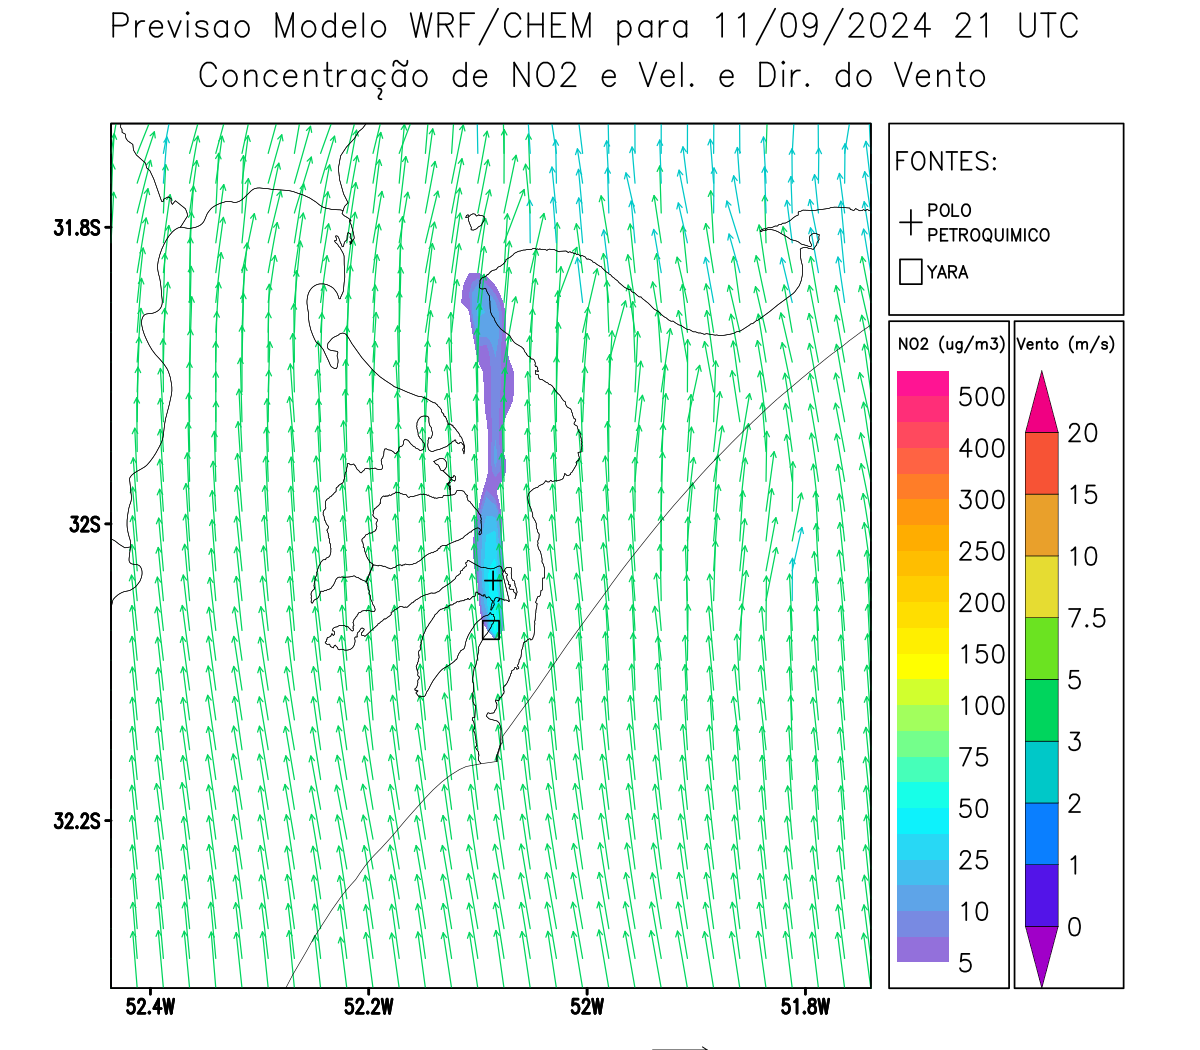 Previsao Modelo WRF/CHEM para 11/09/2024 21 UTC
Concentração de NO2 e Vel. e Dir. do Vento
FONTES:
POLO
PETROQUIMICO
YARA
NO2 (ug/m3)
500
400
300
250
200
150
100
75
50
25
10
5
Vento (m/s)
20
15
10
7.5
5
3
2
1
0
31.8S
32S
32.2S
52.4W
52.2W
52W
51.8W